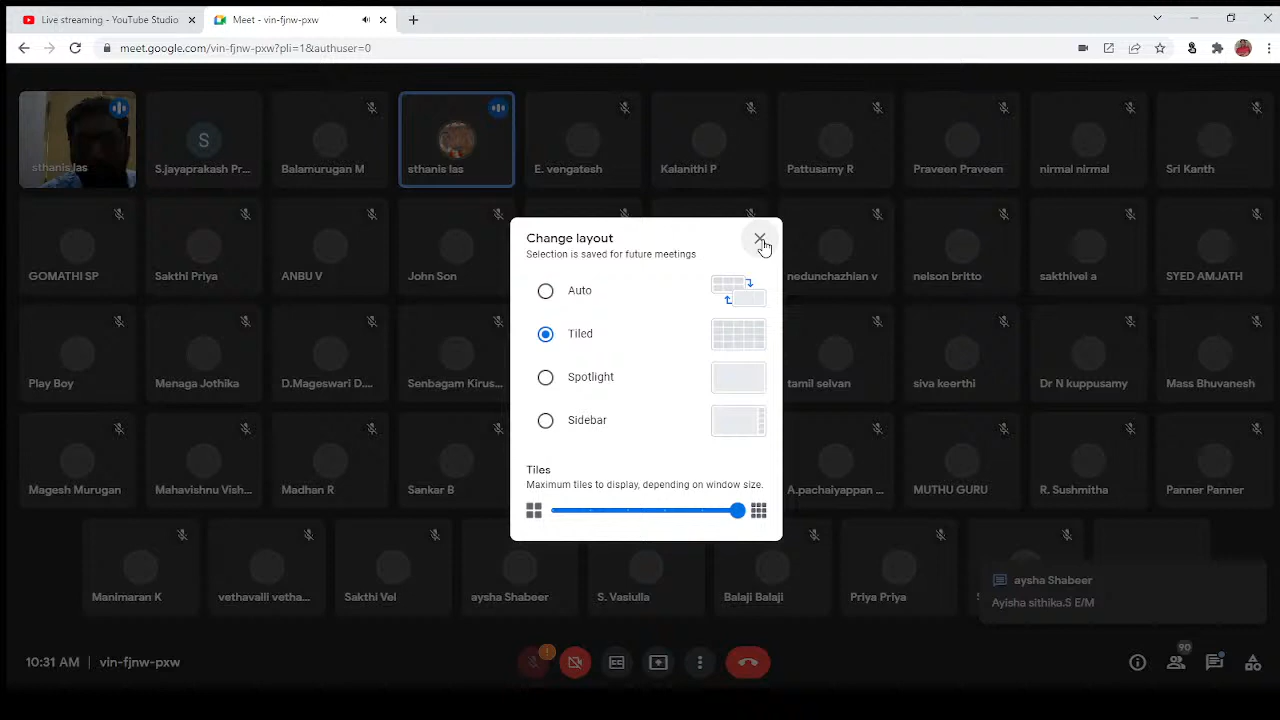 Live streaming - YouTube Studio
Meet - vin-fjnw-pxw
meet.google.com/vin-fjnw-pxw?pli=1&authuser=0
sthanis las
S
S.jayaprakash Pr...
Balamurugan M
sthanis las
E. vengatesh
Kalanithi P
Pattusamy R
Praveen Praveen
nirmal nirmal
Sri Kanth
GOMATHI SP
Sakthi Priya
ANBU V
John Son
nedunchazhian v
nelson britto
sakthivel a
SYED AMJATH
Change layout
Selection is saved for future meetings
Auto
Tiled
Spotlight
Sidebar
Tiles
Maximum tiles to display, depending on window size.
Play Boy
Menaga Jothika
D.Mageswari D....
Senbagam Kirus...
tamil selvan
siva keerthi
Dr N kuppusamy
Mass Bhuvanesh
Magesh Murugan
Mahavishnu Vish...
Madhan R
Sankar B
A.pachaiyappan ...
MUTHU GURU
R. Sushmitha
Panner Panner
Manimaran K
vethavalli vetha...
Sakthi Vel
aysha Shabeer
S. Vasiulla
Balaji Balaji
Priya Priya
aysha Shabeer
Ayisha sithika.S E/M
10:31 AM | vin-fjnw-pxw
90